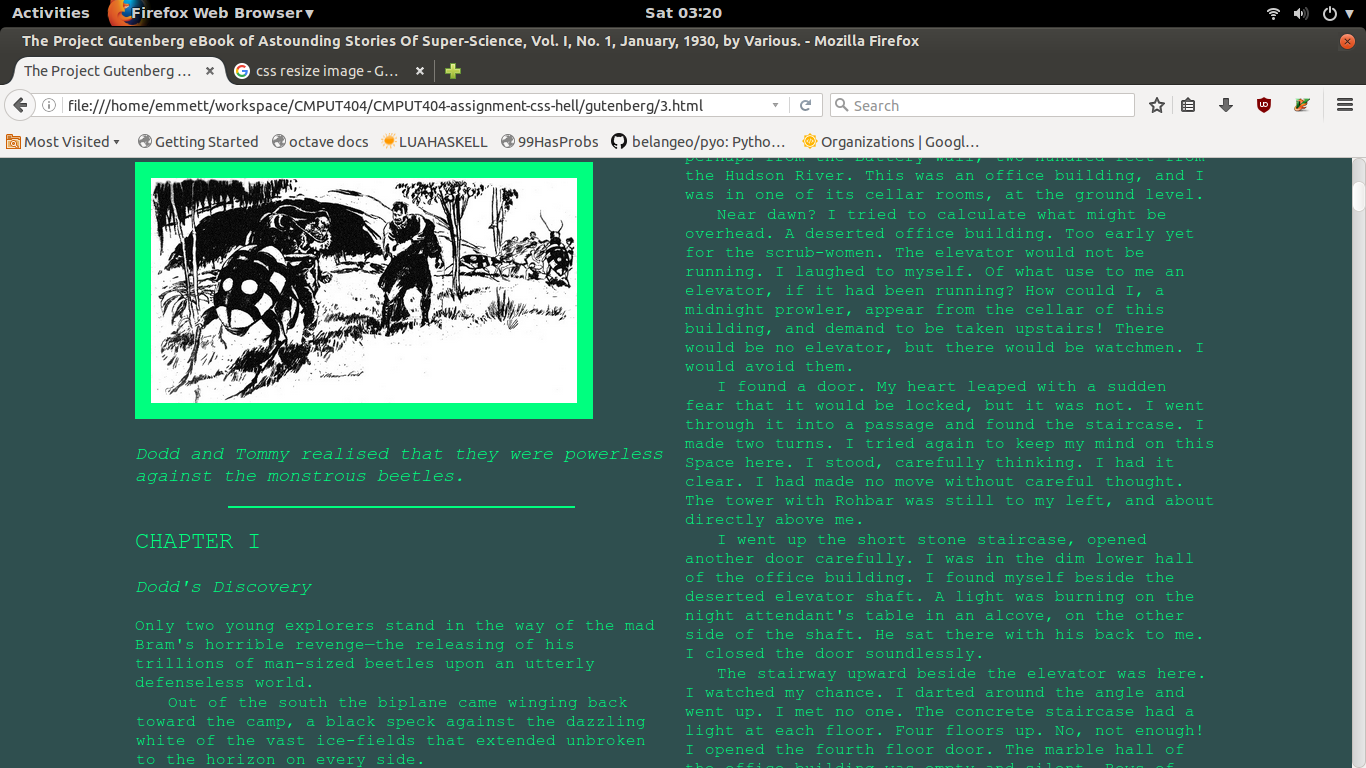 Activities
Firefox Web Browser ▾
Sat 03:20
The Project Gutenberg eBook of Astounding Stories Of Super-Science, Vol. I, No. 1, January, 1930, by Various. - Mozilla Firefox
The Project Gutenberg ...
css resize image - G...
file:///home/emmett/workspace/CMPUT404/CMPUT404-assignment-css-hell/gutenberg/3.html
Search
Most Visited ▾
Getting Started
octave docs
LUAHASKELL
99HasProbs
belangeo/pyo: Pytho...
Organizations | Googl...
Dodd and Tommy realised that they were powerless
against the monstrous beetles.
CHAPTER I
Dodd's Discovery
Only two young explorers stand in the way of the mad
Bram's horrible revenge—the releasing of his
trillions of man-sized beetles upon an utterly
defenseless world.
Out of the south the biplane came winging back
toward the camp, a black speck against the dazzling
white of the vast ice-fields that extended unbroken
to the horizon on every side.
perhaps from the Battery wall, two hundred feet from
the Hudson River. This was an office building, and I
was in one of its cellar rooms, at the ground level.
Near dawn? I tried to calculate what might be
overhead. A deserted office building. Too early yet
for the scrub-women. The elevator would not be
running. I laughed to myself. Of what use to me an
elevator, if it had been running? How could I, a
midnight prowler, appear from the cellar of this
building, and demand to be taken upstairs! There
would be no elevator, but there would be watchmen. I
would avoid them.
I found a door. My heart leaped with a sudden
fear that it would be locked, but it was not. I went
through it into a passage and found the staircase. I
made two turns. I tried again to keep my mind on this
Space here. I stood, carefully thinking. I had it
clear. I had made no move without careful thought.
The tower with Rohbar was still to my left, and about
directly above me.
I went up the short stone staircase, opened
another door carefully. I was in the dim lower hall
of the office building. I found myself beside the
deserted elevator shaft. A light was burning on the
night attendant's table in an alcove, on the other
side of the shaft. He sat there with his back to me.
I closed the door soundlessly.
The stairway upward beside the elevator was here.
I watched my chance. I darted around the angle and
went up. I met no one. The concrete staircase had a
light at each floor. Four floors up. No, not enough!
I opened the fourth floor door. The marble hall of
the office building was empty and silent. Rows of